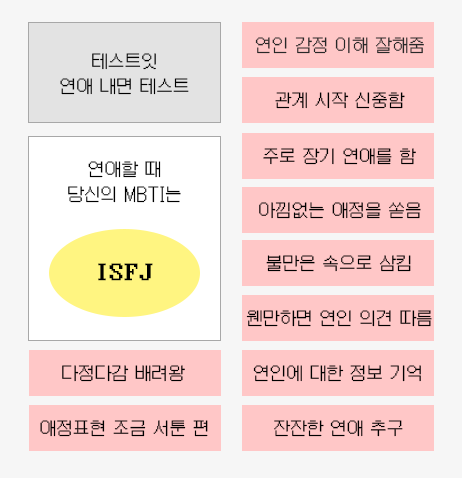 테스트잇
연애 내면 테스트
연애할 때
당신의 MBTI는
ISFJ
다정다감 배려왕
애정표현 조금 서툰 편
연인 감정 이해 잘해줌
관계 시작 신중함
주로 장기 연애를 함
아낌없는 애정을 쏟음
불만은 속으로 삼킴
웬만하면 연인 의견 따름
연인에 대한 정보 기억
잔잔한 연애 추구